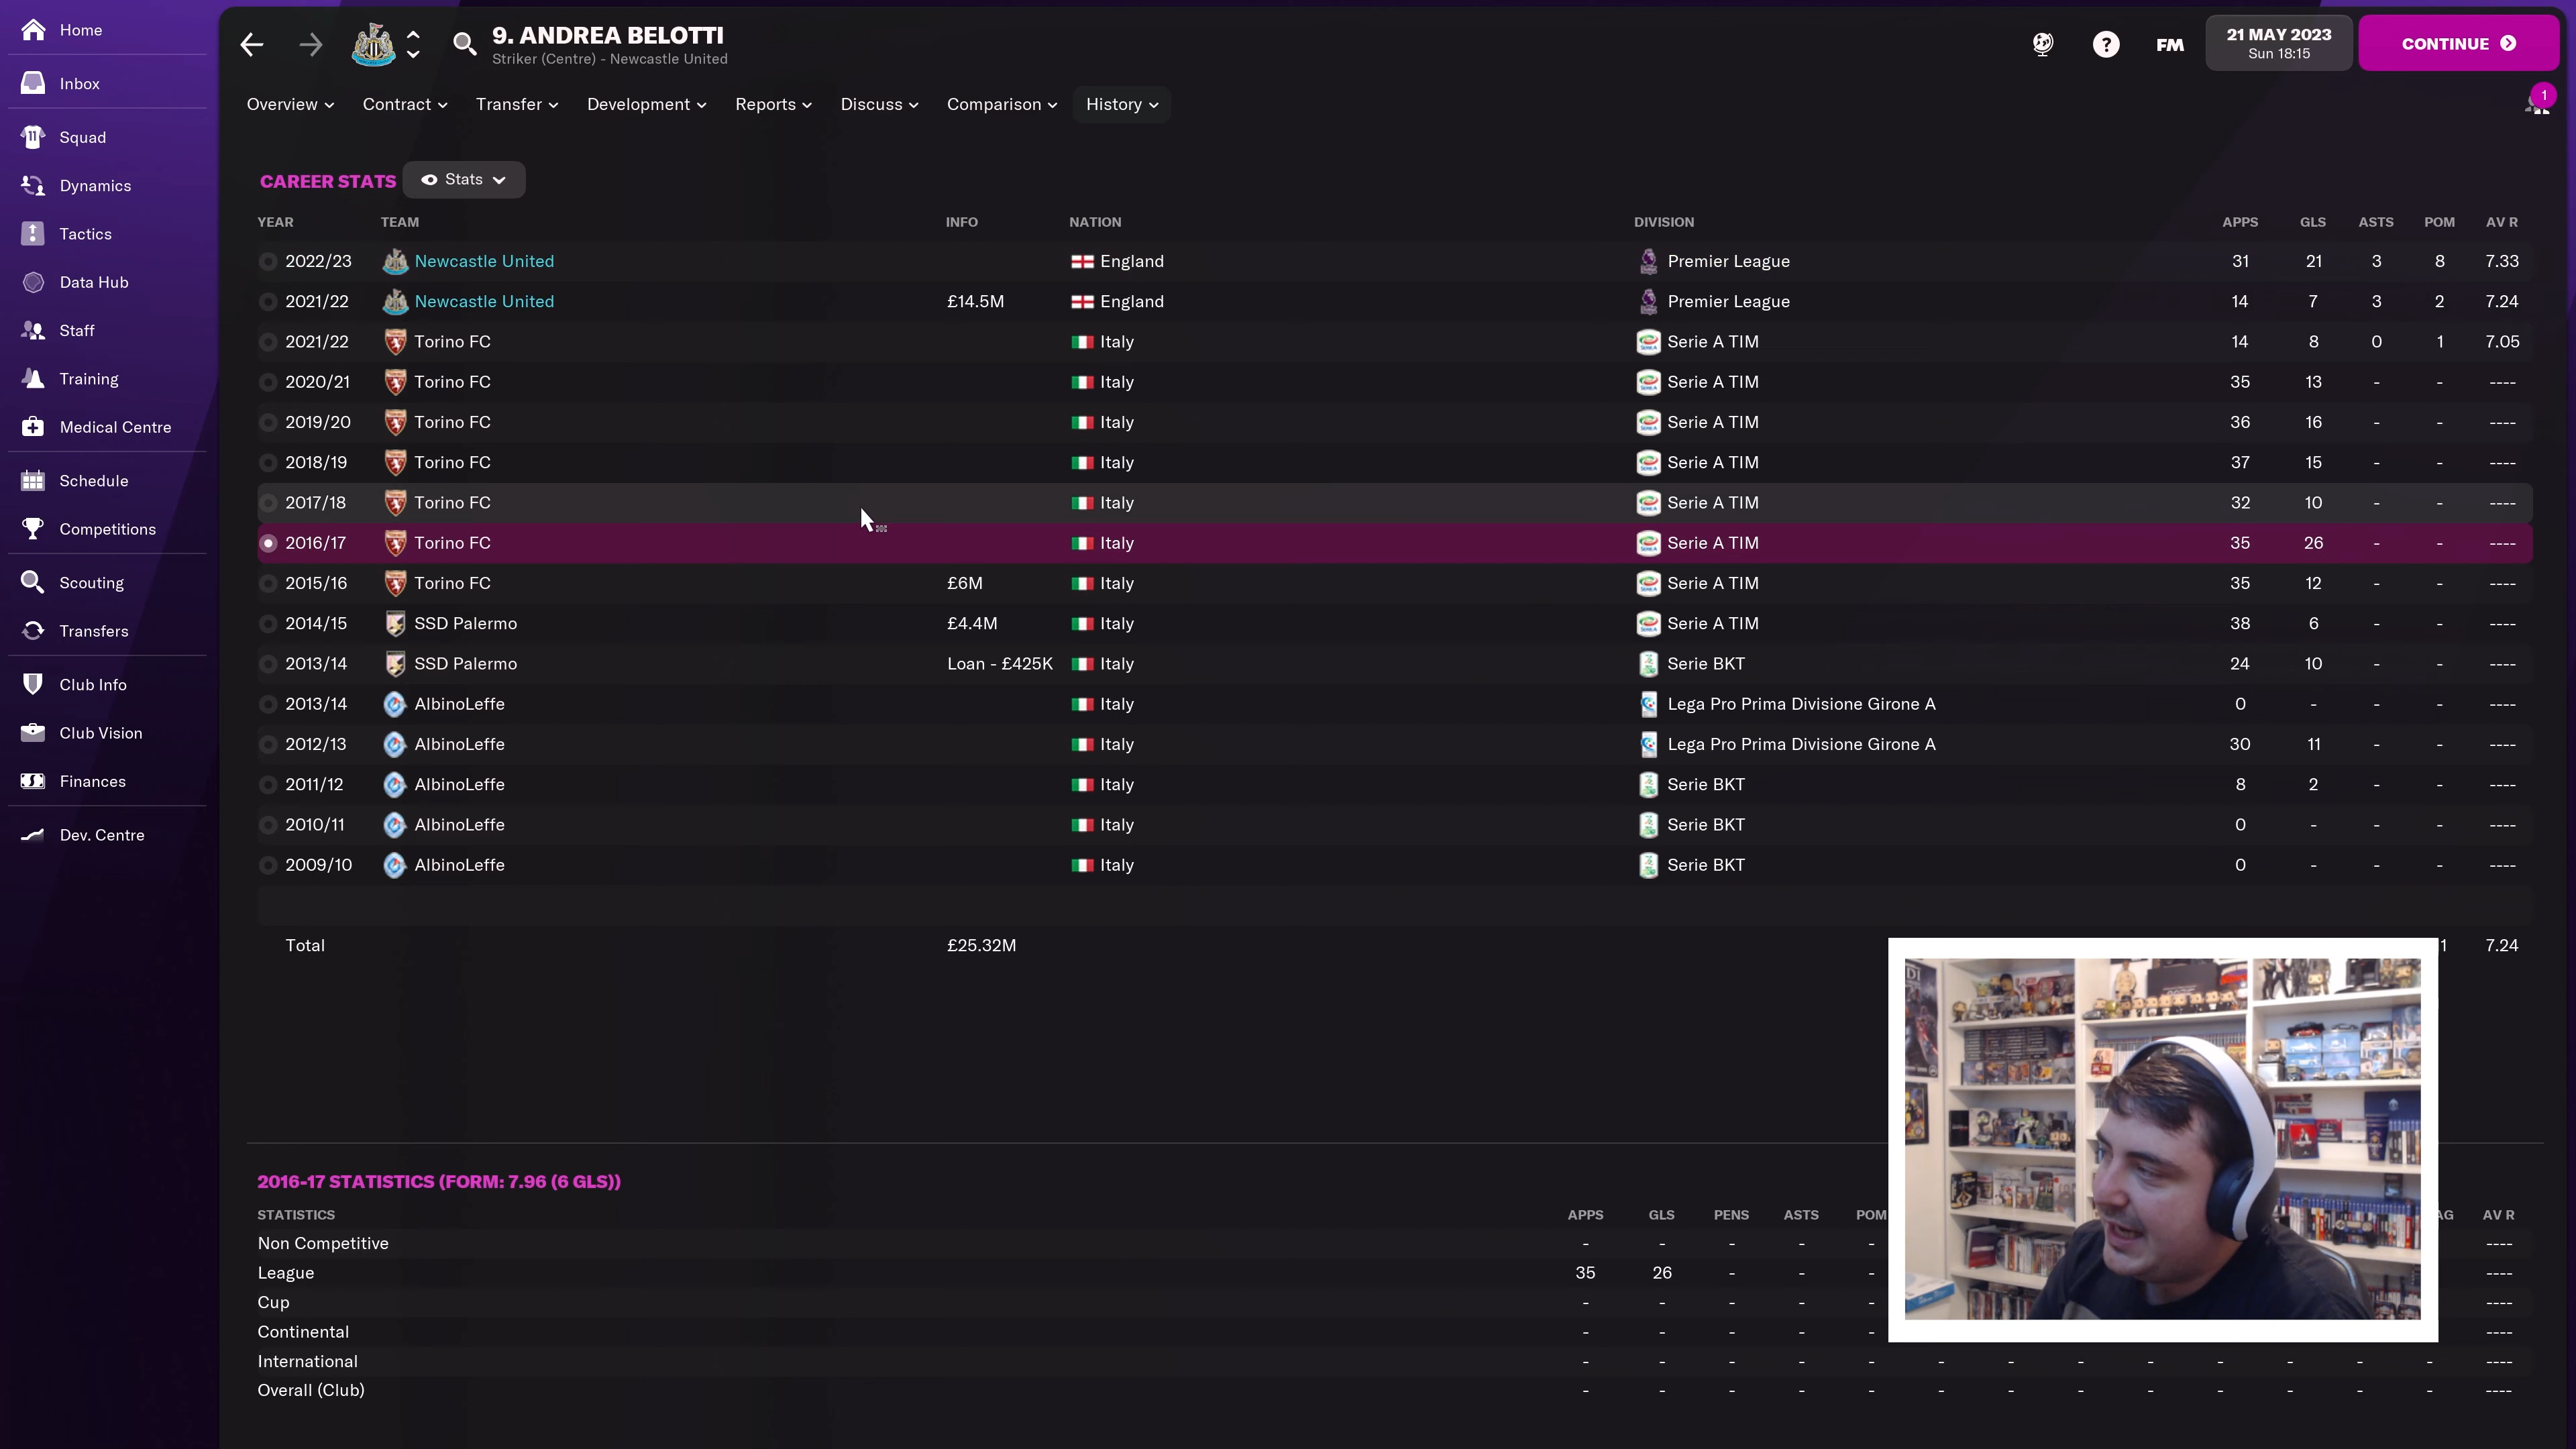 Home
Inbox
Squad
Dynamics
Tactics
Data Hub
Staff
Training
Medical Centre
Schedule
Competitions
Scouting
Transfers
Club Info
Club Vision
Finances
Dev. Centre
9. ANDREA BELOTTI
Striker (Centre) - Newcastle United
FM
21 MAY 2023
Sun 18:15
CONTINUE
Overview Contract Transfer Development Reports Discuss Comparison History
1
CAREER STATS Stats
YEAR TEAM INFO NATION DIVISION APPS GLS ASTS POM AV R
2022/23 Newcastle United England Premier League 31 21 3 8 7.33
2021/22 Newcastle United £14.5M England Premier League 14 7 3 2 7.24
2021/22 Torino FC Italy Serie A TIM 14 8 0 1 7.05
2020/21 Torino FC Italy Serie A TIM 35 13 - - ----
2019/20 Torino FC Italy Serie A TIM 36 16 - - ----
2018/19 Torino FC Italy Serie A TIM 37 15 - - ----
2017/18 Torino FC Italy Serie A TIM 32 10 - - ----
2016/17 Torino FC Italy Serie A TIM 35 26 - - ----
2015/16 Torino FC £6M Italy Serie A TIM 35 12 - - ----
2014/15 SSD Palermo £4.4M Italy Serie A TIM 38 6 - - ----
2013/14 SSD Palermo Loan - £425K Italy Serie BKT 24 10 - - ----
2013/14 AlbinoLeffe Italy Lega Pro Prima Divisione Girone A 0 - - - ----
2012/13 AlbinoLeffe Italy Lega Pro Prima Divisione Girone A 30 11 - - ----
2011/12 AlbinoLeffe Italy Serie BKT 8 2 - - ----
2010/11 AlbinoLeffe Italy Serie BKT 0 - - - ----
2009/10 AlbinoLeffe Italy Serie BKT 0 - - - ----
Total £25.32M 1 7.24
2016-17 STATISTICS (FORM: 7.96 (6 GLS))
STATISTICS APPS GLS PENS ASTS POM AG AV R
Non Competitive - - - - - ----
League 35 26 - - - ----
Cup - - - - - ----
Continental - - - - - ----
International - - - - - - - - - - - - - ----
Overall (Club) - - - - - - - - - - - - - ----